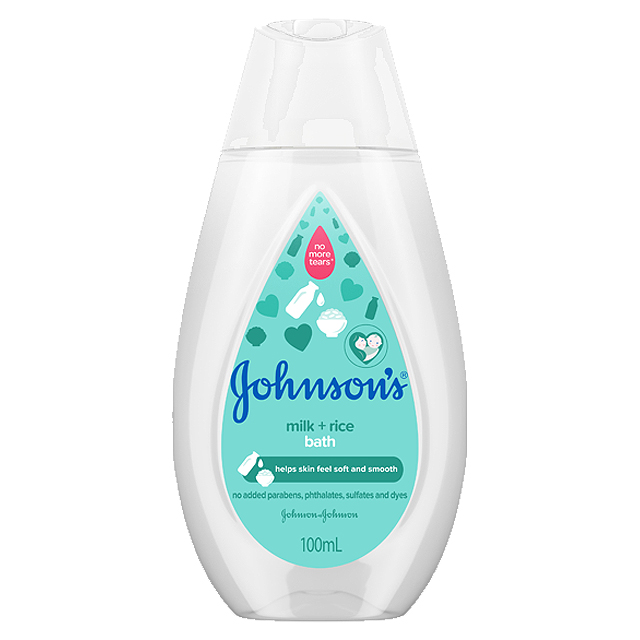 no
more
tears†
Johnson's®
milk + rice
bath
helps skin feel soft and smooth
no added parabens, phthalates, sulfates and dyes
Johnson & Johnson
100mL